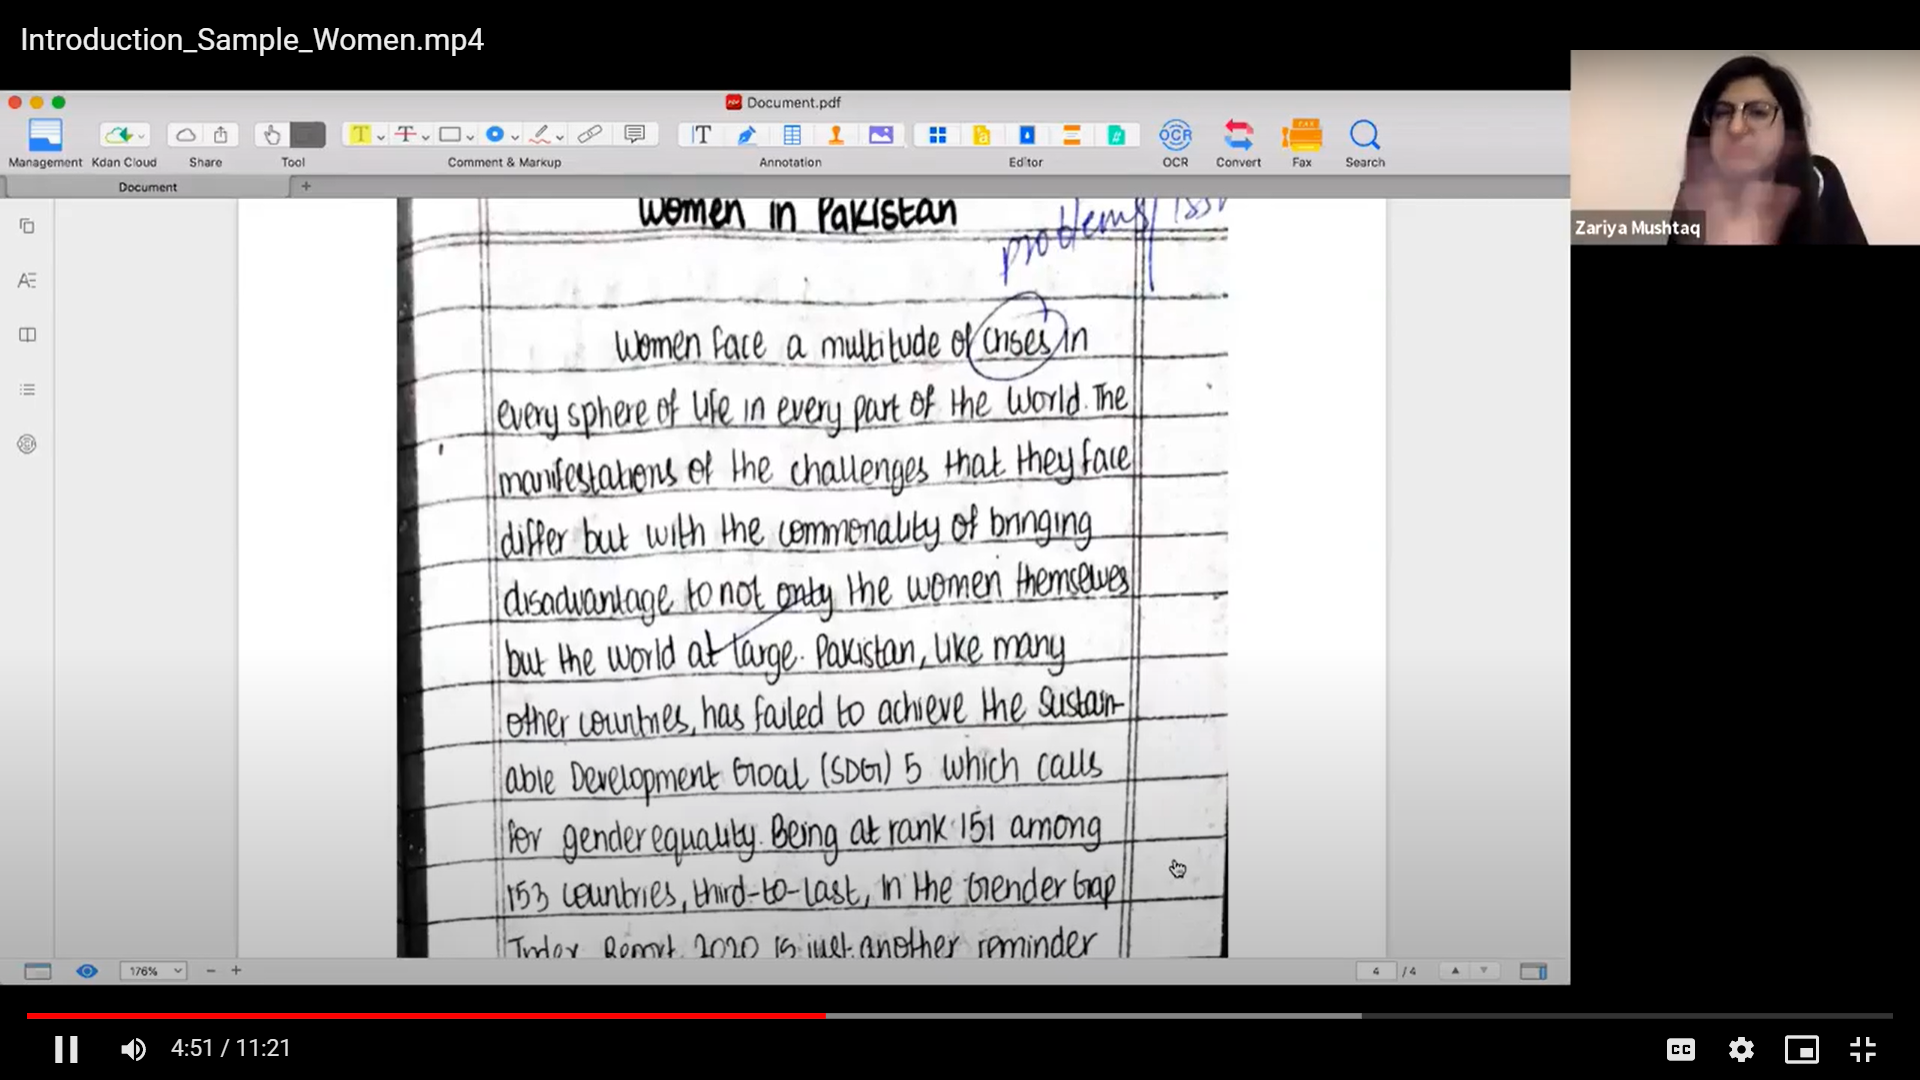 Introduction_Sample_Women.mp4
Document.pdf
Management Kdan Cloud Share Tool Comment & Markup Annotation Editor OCR Convert Fax Search
Document
Zariya Mushtaq
Women in Pakistan
problems/
Women face a multitude of crises in
every sphere of life in every part of the world. The
manifestations of the challenges that they face
differ but with the commonality of bringing
disadvantage to not only the women themselves
but the world at large. Pakistan, like many
other countries, has failed to achieve the Sustain-
able Development Goal (SDG) 5 which calls
for gender equality. Being at rank 151 among
153 countries, third-to-last, in the Gender Gap
Index Report 2020 is just another reminder
176%
4 / 4
4:51 / 11:21
CC